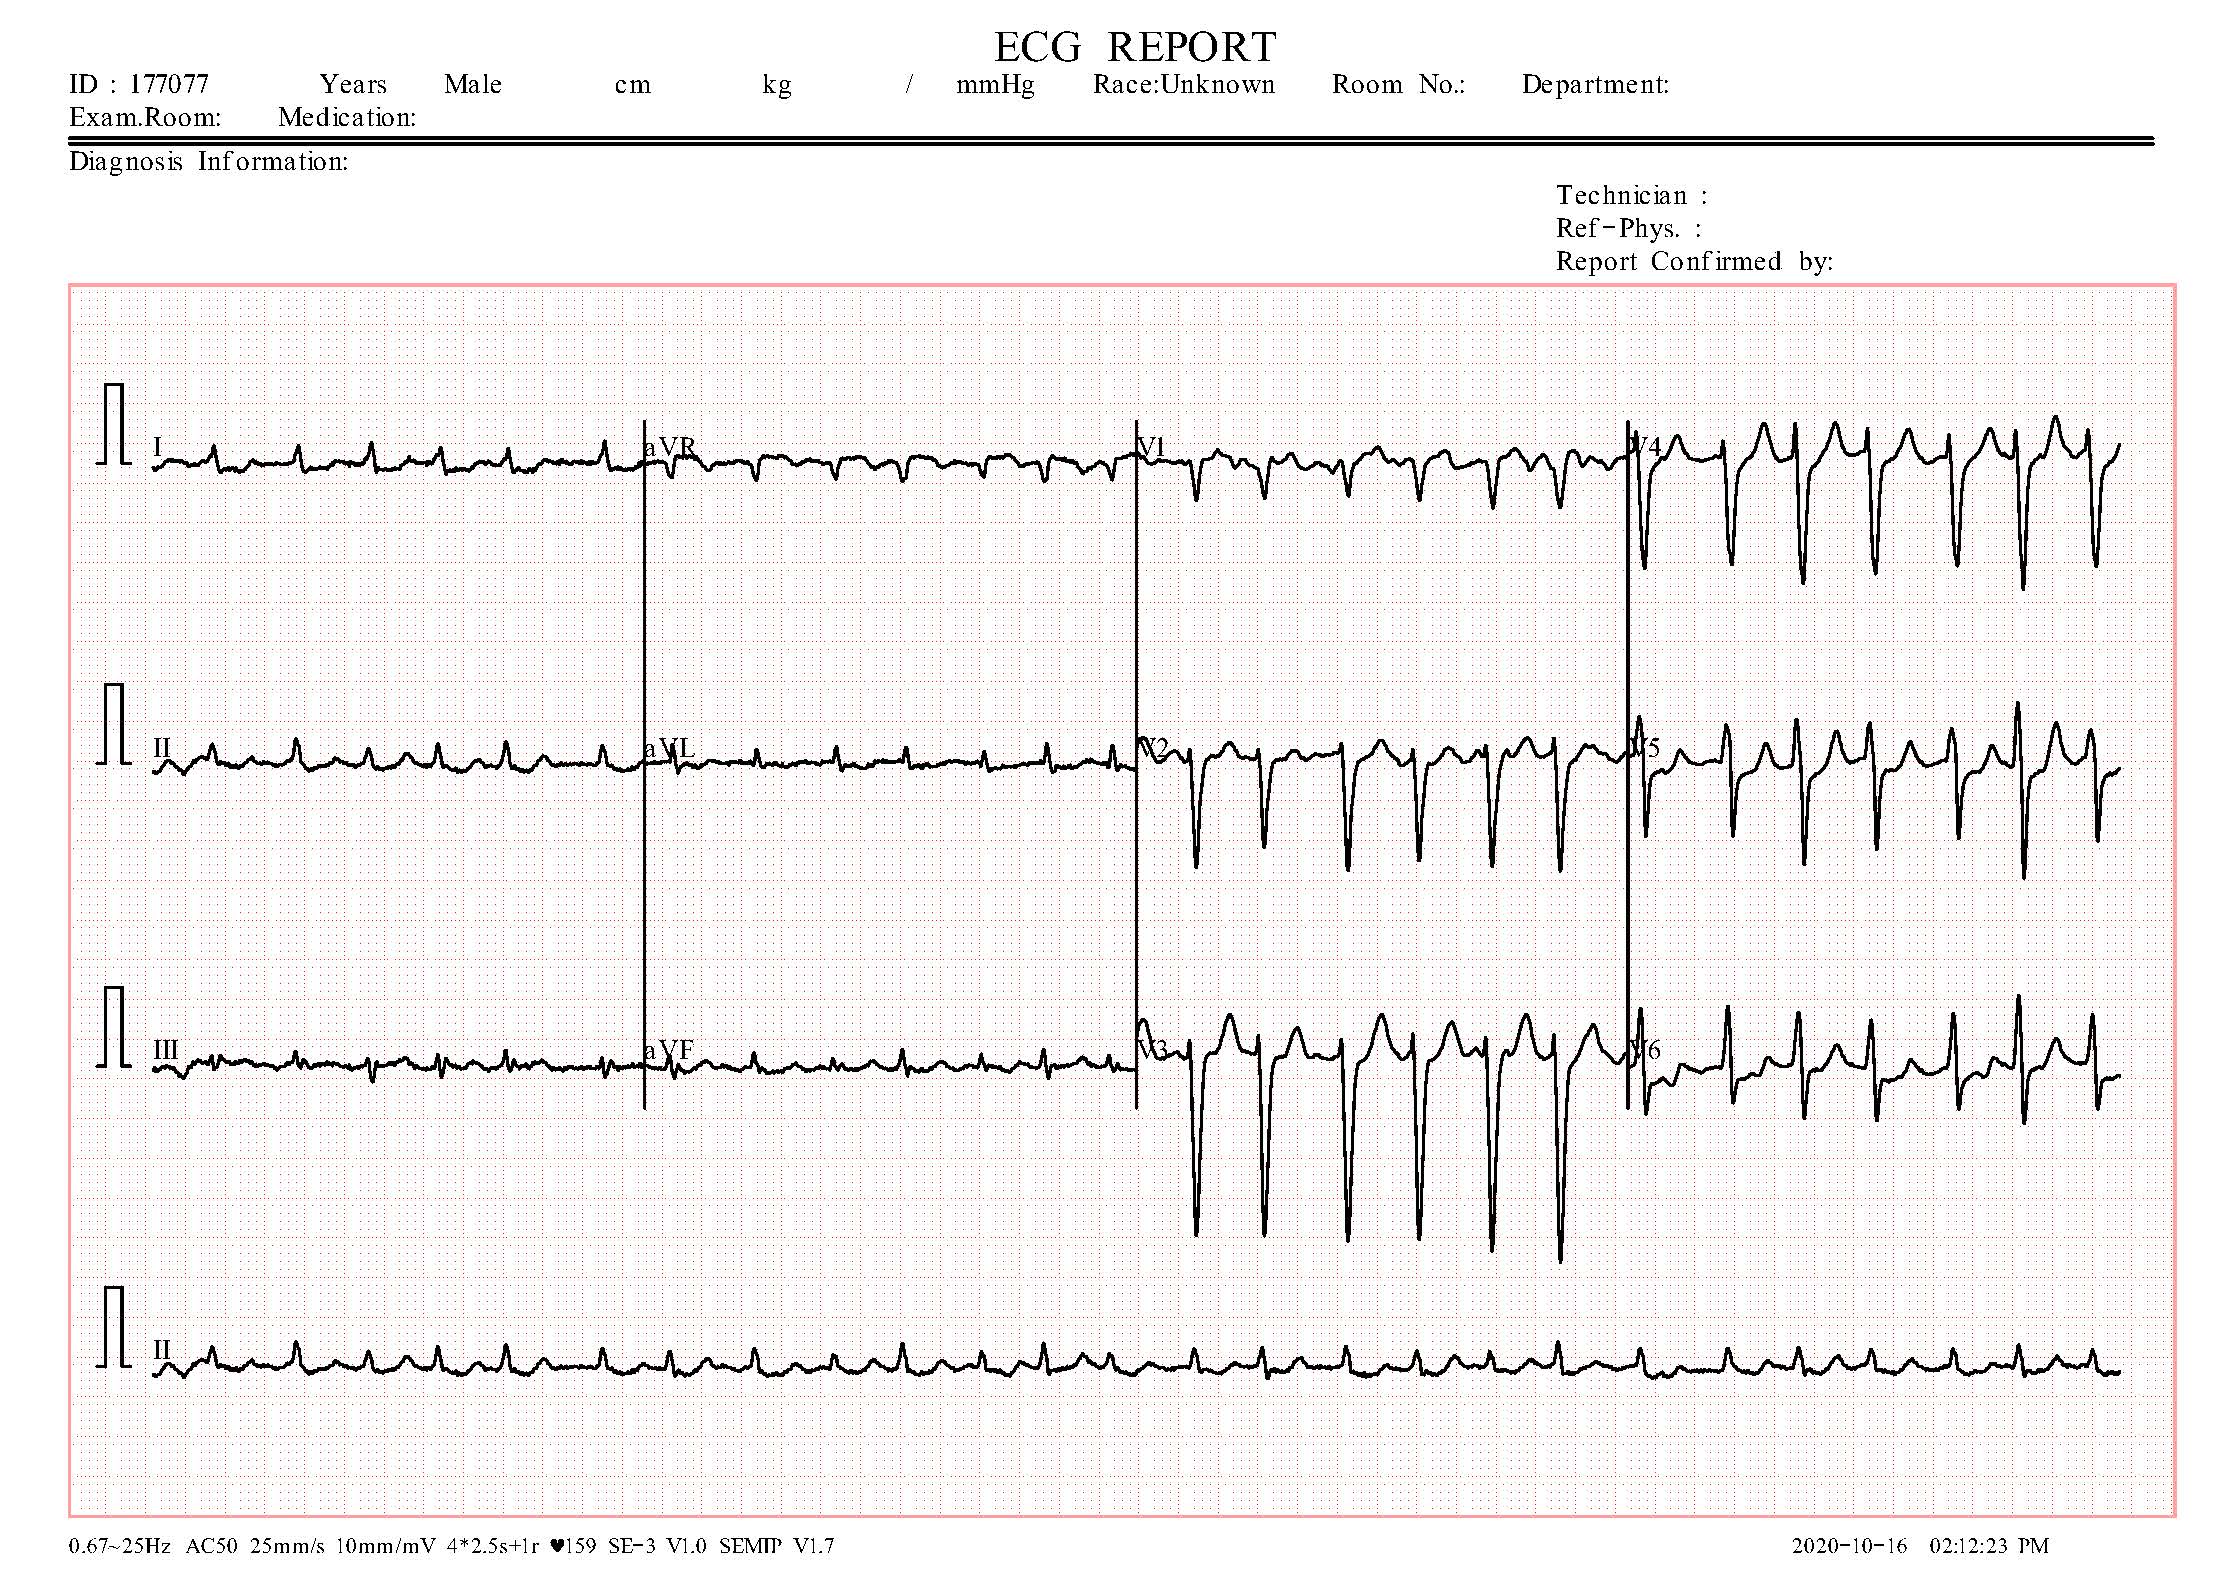 ECG REPORT
ID : 177077 Years Male cm kg / mmHg Race:Unknown Room No.: Department:
Exam.Room: Medication:
Diagnosis Information:
Technician :
Ref-Phys. :
Report Confirmed by:
I aVR V1 V4
II aVL V2 V5
III aVF V3 V6
II
0.67~25Hz AC50 25mm/s 10mm/mV 4*2.5s+1r ♥159 SE-3 V1.0 SEMIP V1.7 2020-10-16 02:12:23 PM